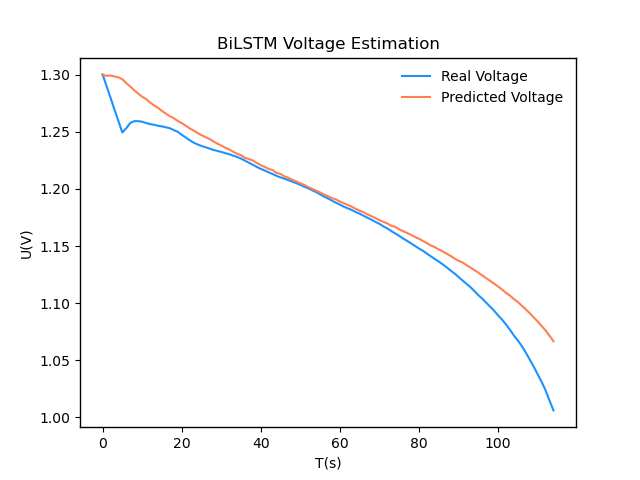 BiLSTM Voltage Estimation
Real Voltage
Predicted Voltage
1.30
1.25
1.20
1.15
1.10
1.05
1.00
U(V)
0 20 40 60 80 100
T(s)